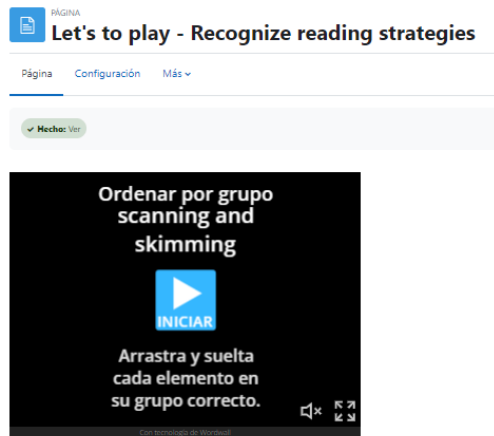 PÁGINA
Let's to play - Recognize reading strategies
Página Configuración Más
Hecho: Ver
Ordenar por grupo
scanning and
skimming
INICIAR
Arrastra y suelta
cada elemento en
su grupo correcto.
Con tecnología de Wordwall